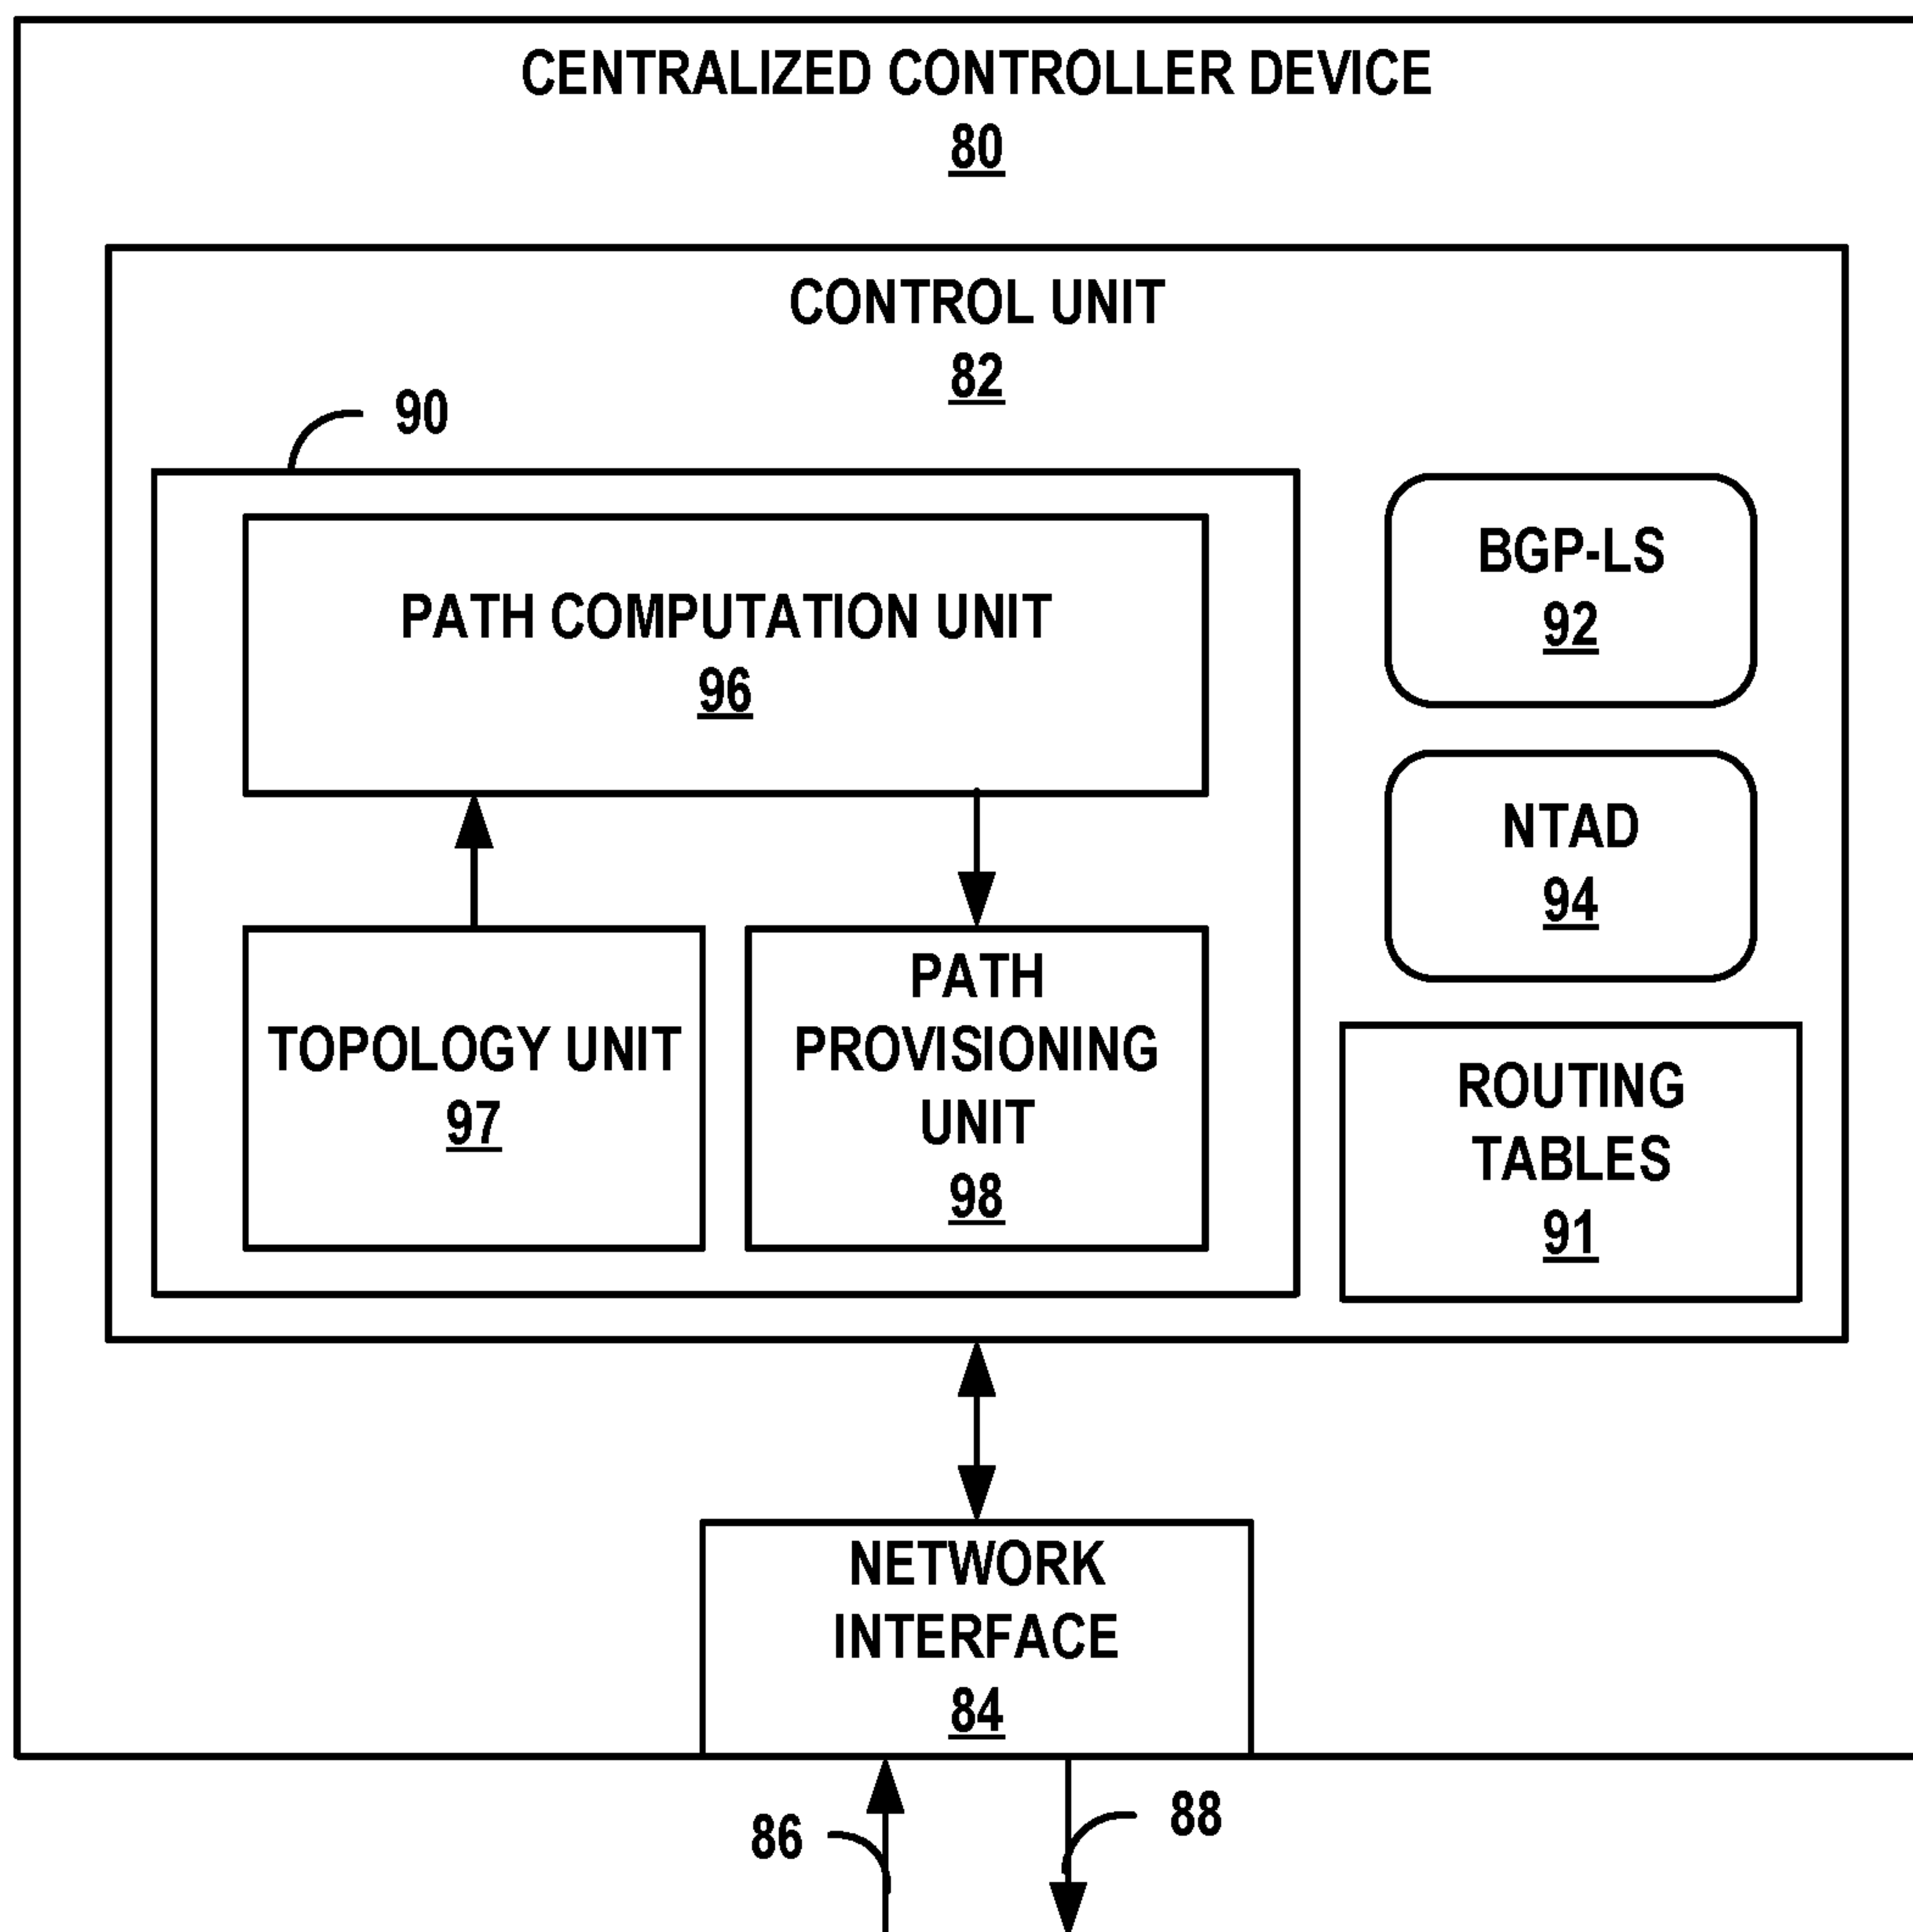 CENTRALIZED CONTROLLER DEVICE
80
CONTROL UNIT
82
90
PATH COMPUTATION UNIT
96
TOPOLOGY UNIT
97
PATH
PROVISIONING
UNIT
98
BGP-LS
92
NTAD
94
ROUTING
TABLES
91
NETWORK
INTERFACE
84
86
88